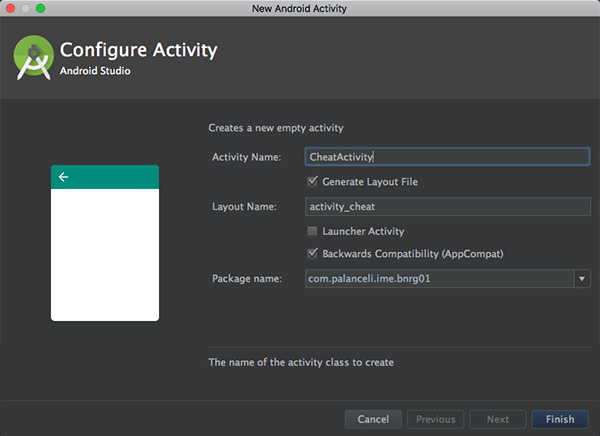 New Android Activity
Configure Activity
Android Studio
Creates a new empty activity
Activity Name: CheatActivity
Generate Layout File
Layout Name: activity_cheat
Launcher Activity
Backwards Compatibility (AppCompat)
Package name: com.palanceli.ime.bnrg01
The name of the activity class to create
Cancel Previous Next Finish